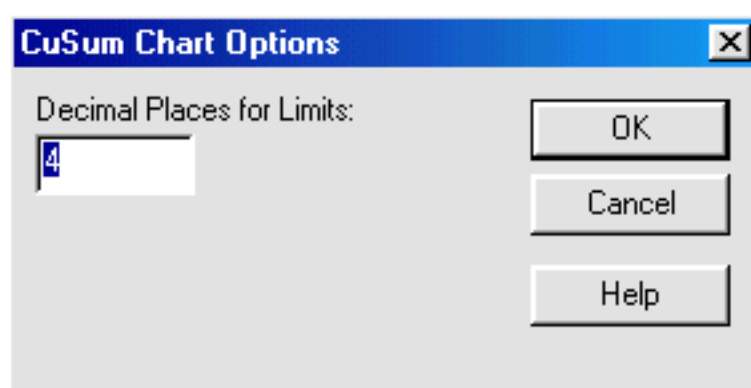 CuSum Chart Options
Decimal Places for Limits:
4
OK
Cancel
Help